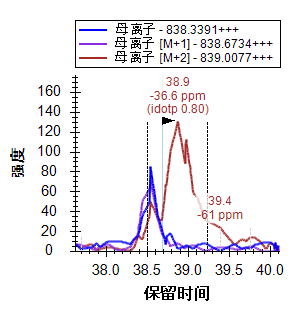 母离子 - 838.3391+++
母离子 [M+1] - 838.6734+++
母离子 [M+2] - 839.0077+++
38.9
-36.6 ppm
(idotp 0.80)
160
140
120
100
80
60
40
20
0
强度
39.4
-61 ppm
38.0 38.5 39.0 39.5 40.0
保留时间